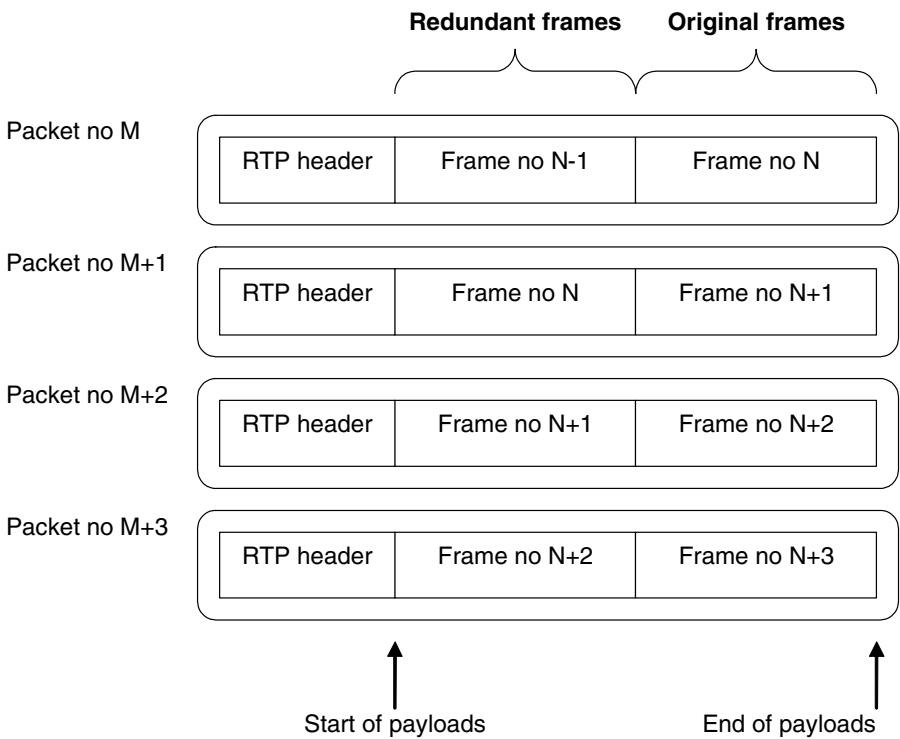 Redundant frames Original frames
Packet no M
RTP header Frame no N-1 Frame no N
Packet no M+1
RTP header Frame no N Frame no N+1
Packet no M+2
RTP header Frame no N+1 Frame no N+2
Packet no M+3
RTP header Frame no N+2 Frame no N+3
Start of payloads End of payloads